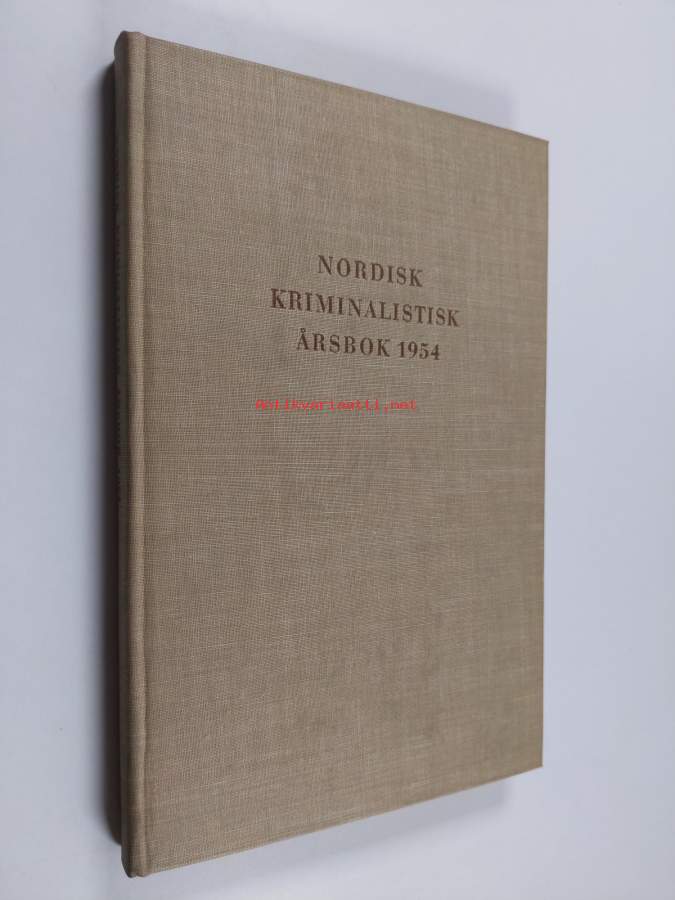 NORDISK
KRIMINALISTISK
ÅRSBOK 1954
Antikvariaatti.net